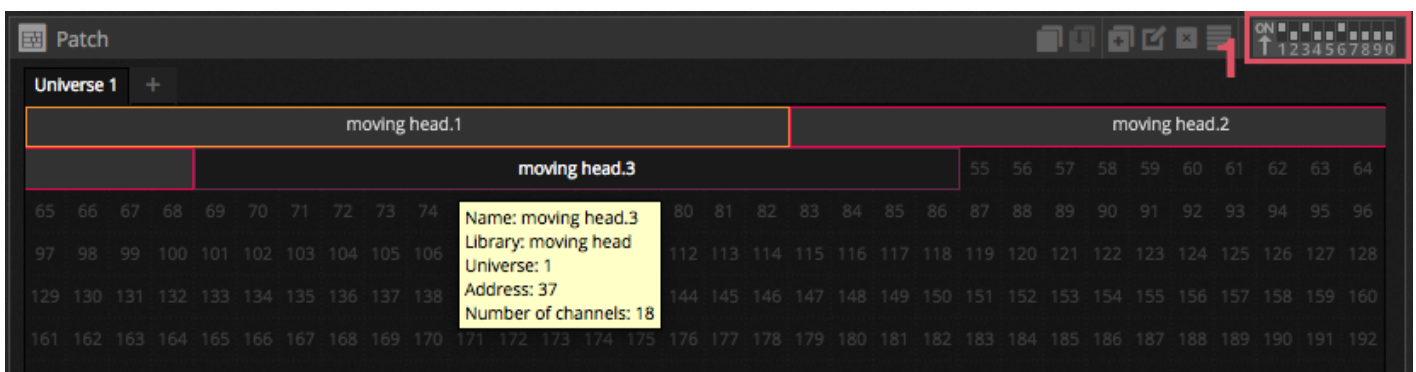 Patch
ON
1234567890
1
Universe 1 +
moving head.1 moving head.2
moving head.3 55 56 57 58 59 60 61 62 63 64
65 66 67 68 69 70 71 72 73 74 80 81 82 83 84 85 86 87 88 89 90 91 92 93 94 95 96
97 98 99 100 101 102 103 104 105 106 112 113 114 115 116 117 118 119 120 121 122 123 124 125 126 127 128
129 130 131 132 133 134 135 136 137 138 144 145 146 147 148 149 150 151 152 153 154 155 156 157 158 159 160
161 162 163 164 165 166 167 168 169 170 171 172 173 174 175 176 177 178 179 180 181 182 183 184 185 186 187 188 189 190 191 192
Name: moving head.3
Library: moving head
Universe: 1
Address: 37
Number of channels: 18